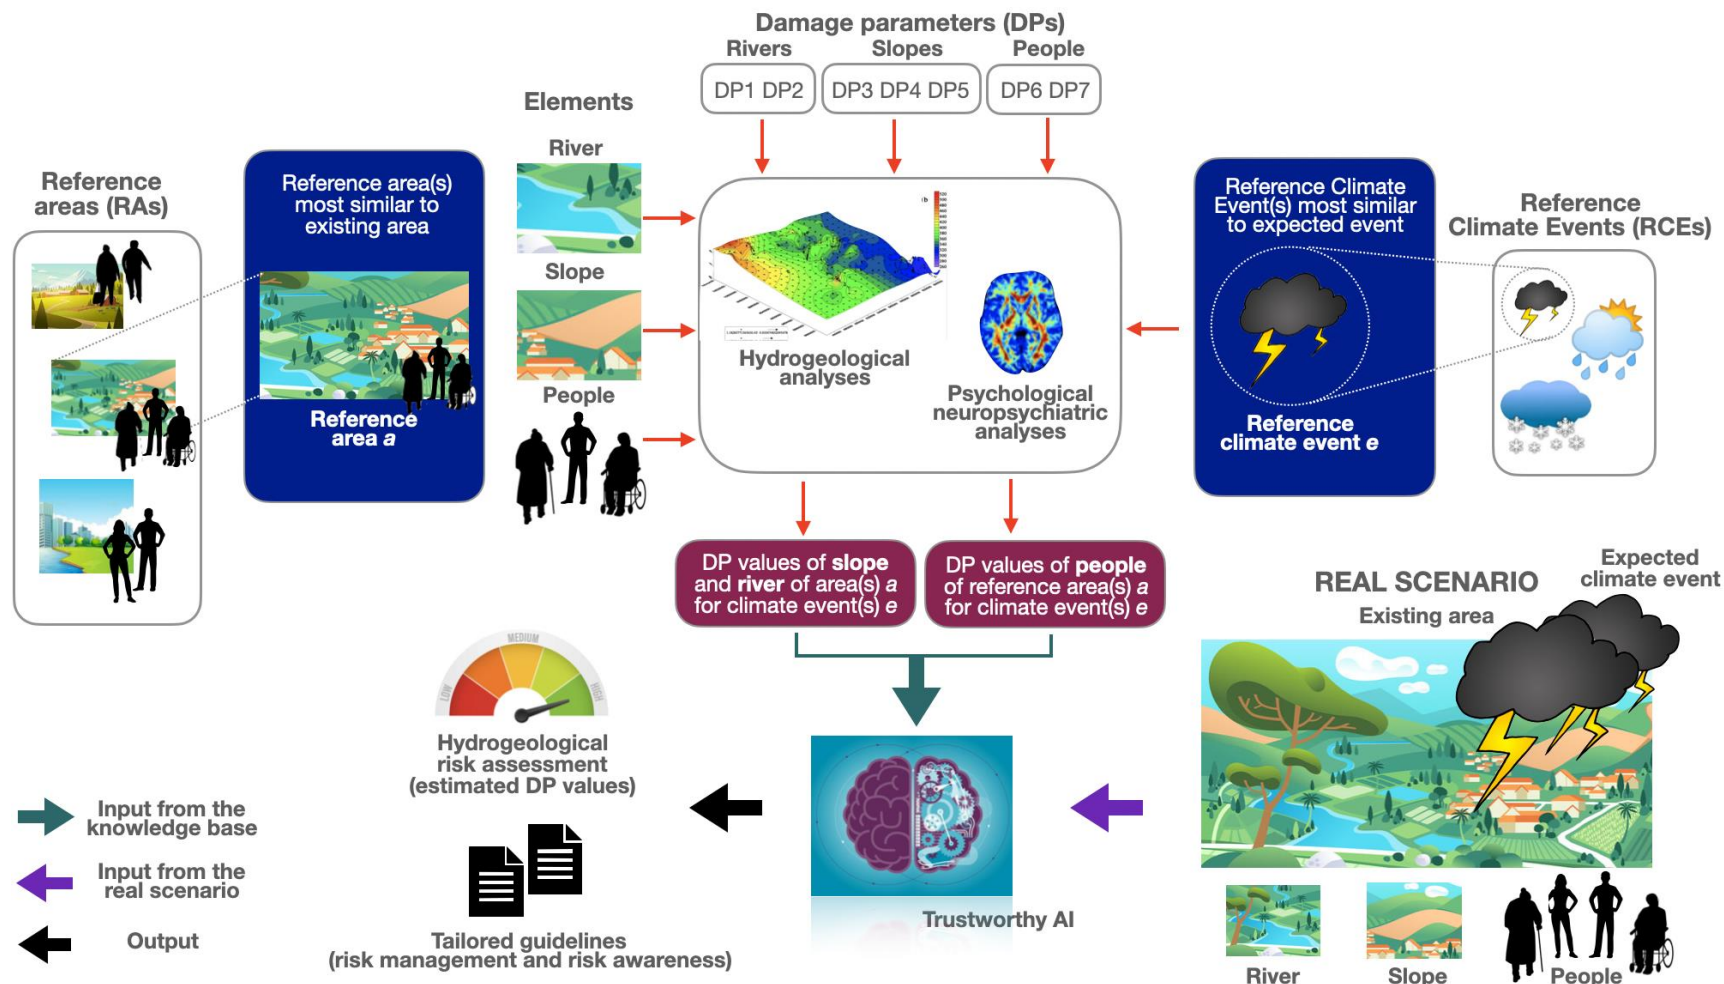 Damage parameters (DPs)
Rivers
Slopes
People
DP1 DP2
DP3 DP4 DP5
DP6 DP7
Elements
River
Slope
People
Reference
areas (RAs)
Reference area(s)
most similar to
existing area
Reference
area a
Hydrogeological
analyses
Psychological
neuropsychiatric
analyses
Reference Climate
Event(s) most similar
to expected event
Reference
climate event e
Reference
Climate Events (RCEs)
DP values of slope
and river of area(s) a
for climate event(s) e
DP values of people
of reference area(s) a
for climate event(s) e
REAL SCENARIO
Existing area
Expected
climate event
LOW
MEDIUM
HIGH
Hydrogeological
risk assessment
(estimated DP values)
Tailored guidelines
(risk management and risk awareness)
Trustworthy AI
Input from the
knowledge base
Input from the
real scenario
Output
River
Slope
People